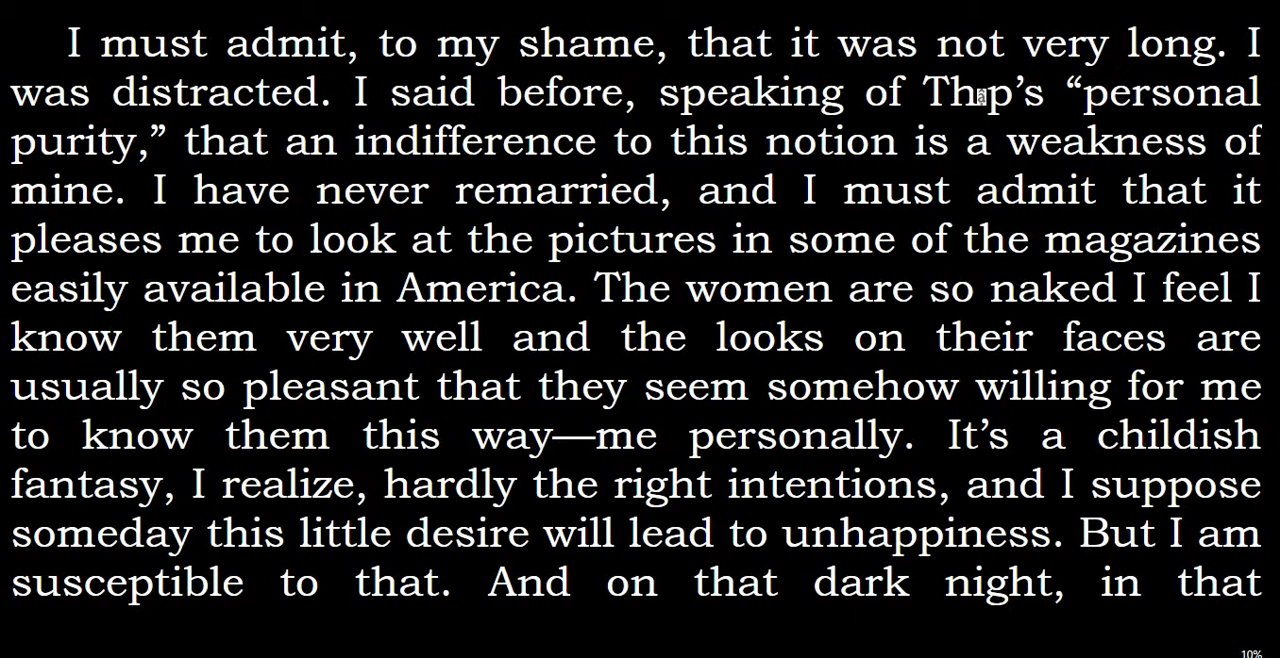 I must admit, to my shame, that it was not very long. I
was distracted. I said before, speaking of “personal
purity,” that an indifference to this notion is a weakness of
mine. I have never remarried, and I must admit that it
pleases me to look at the pictures in some of the magazines
easily available in America. The women are so naked I feel I
know them very well and the looks on their faces are
usually so pleasant that they seem somehow willing for me
to know them this way—me personally. It’s a childish
fantasy, I realize, hardly the right intentions, and I suppose
someday this little desire will lead to unhappiness. But I am
susceptible to that. And on that dark night, in that
10%